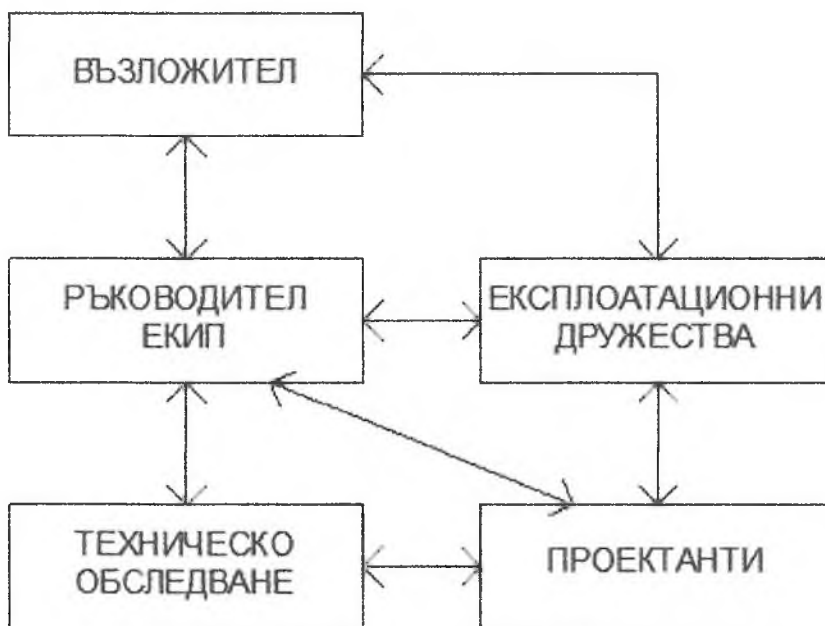 ВЪЗЛОЖИТЕЛ
РЪКОВОДИТЕЛ
ЕКИП
ЕКСПЛОАТАЦИОННИ
ДРУЖЕСТВА
ТЕХНИЧЕСКО
ОБСЛЕДВАНЕ
ПРОЕКТАНТИ